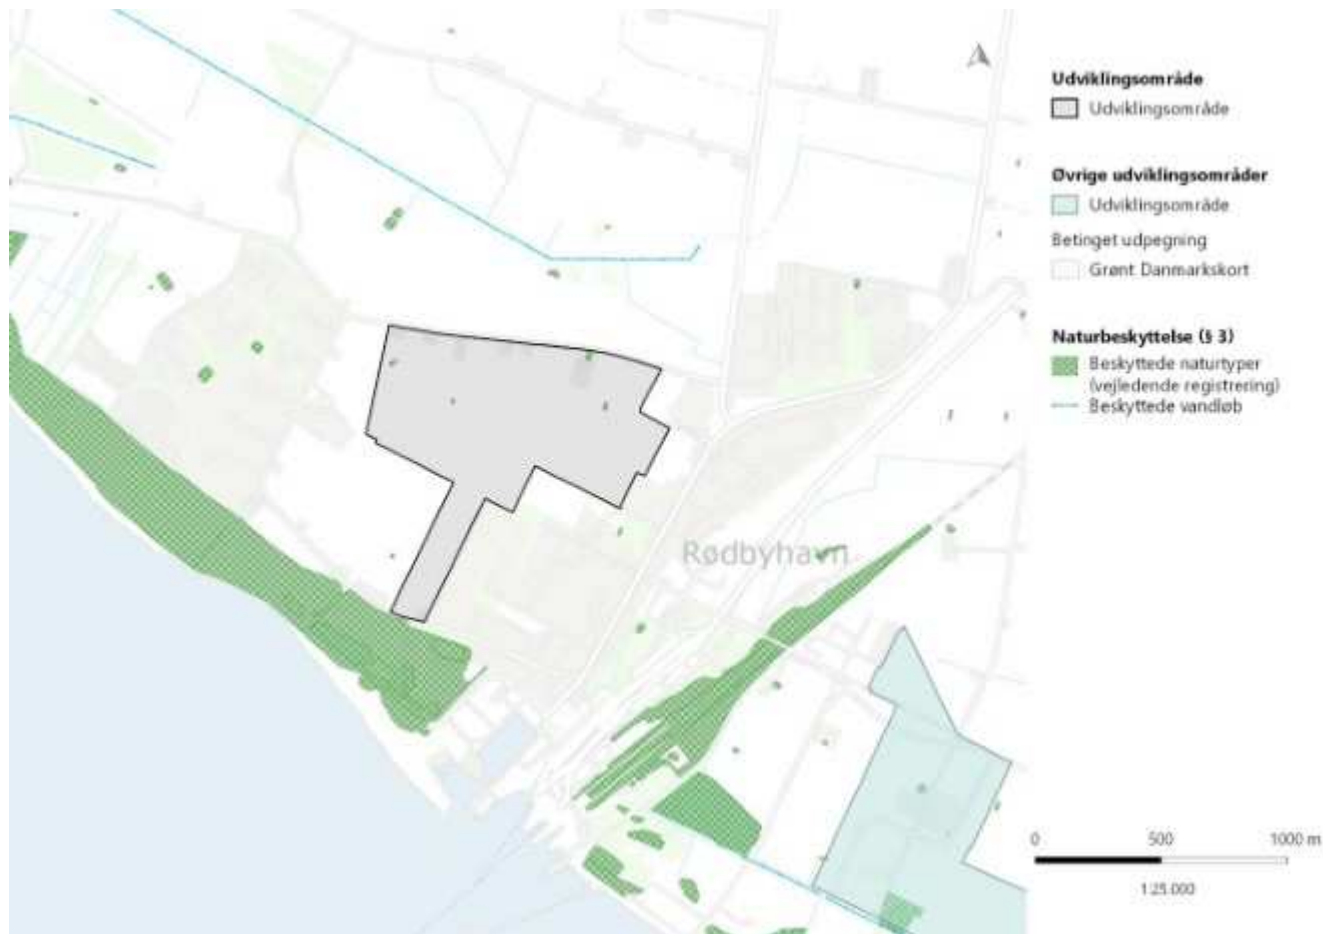 Udviklingsområde
Udviklingsområde
Øvrige udviklingsområder
Udviklingsområde
Betinget udpegning
Grønt Danmarkskort
Naturbeskyttelse (§ 3)
Beskyttede naturtyper
(vejledende registrering)
Beskyttede vandløb
Rødbyhavn
0 500 1000 m
1:25.000